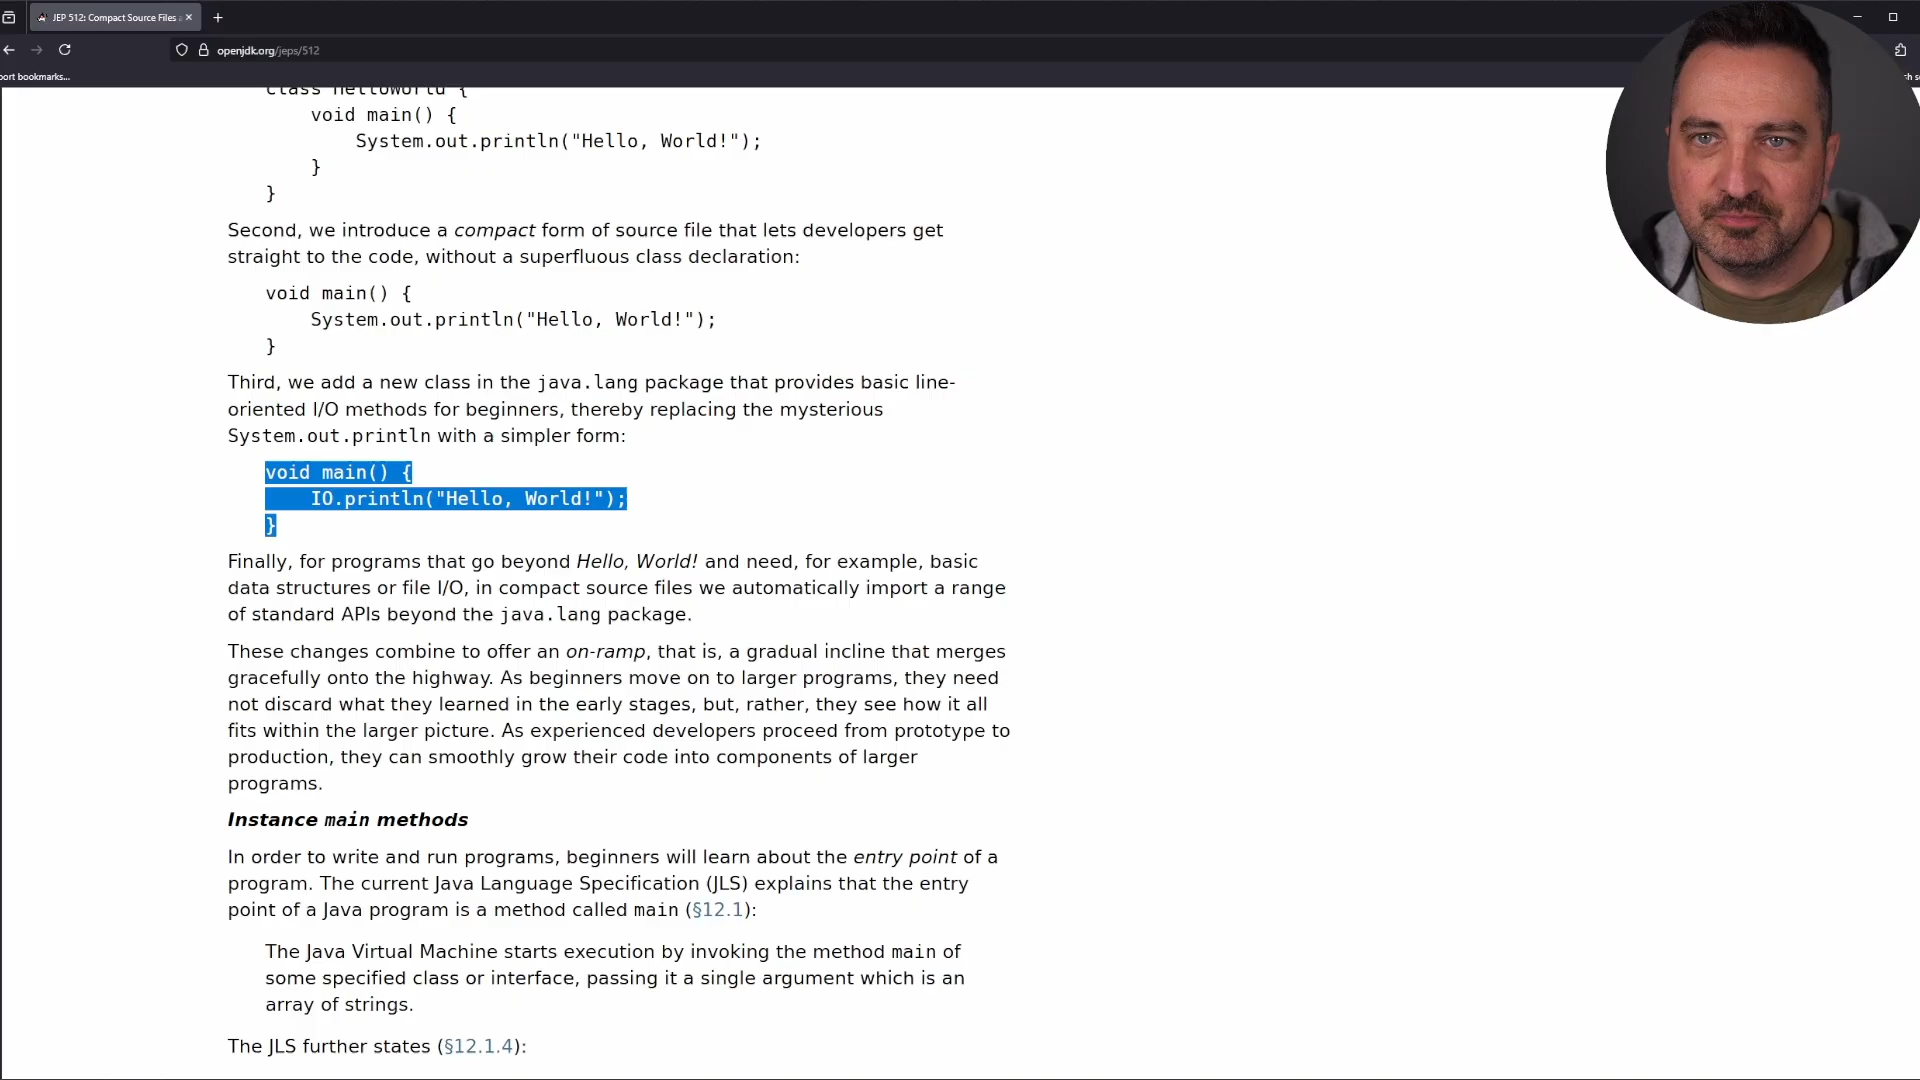 JEP 512: Compact Source Files
openjdk.org/jeps/512
port bookmarks...
class HelloWorld {
void main() {
System.out.println("Hello, World!");
}
}
Second, we introduce a compact form of source file that lets developers get
straight to the code, without a superfluous class declaration:
void main() {
System.out.println("Hello, World!");
}
Third, we add a new class in the java.lang package that provides basic line-
oriented I/O methods for beginners, thereby replacing the mysterious
System.out.println with a simpler form:
void main() {
IO.println("Hello, World!");
}
Finally, for programs that go beyond Hello, World! and need, for example, basic
data structures or file I/O, in compact source files we automatically import a range
of standard APIs beyond the java.lang package.
These changes combine to offer an on-ramp, that is, a gradual incline that merges
gracefully onto the highway. As beginners move on to larger programs, they need
not discard what they learned in the early stages, but, rather, they see how it all
fits within the larger picture. As experienced developers proceed from prototype to
production, they can smoothly grow their code into components of larger
programs.
Instance main methods
In order to write and run programs, beginners will learn about the entry point of a
program. The current Java Language Specification (JLS) explains that the entry
point of a Java program is a method called main (§12.1):
The Java Virtual Machine starts execution by invoking the method main of
some specified class or interface, passing it a single argument which is an
array of strings.
The JLS further states (§12.1.4):